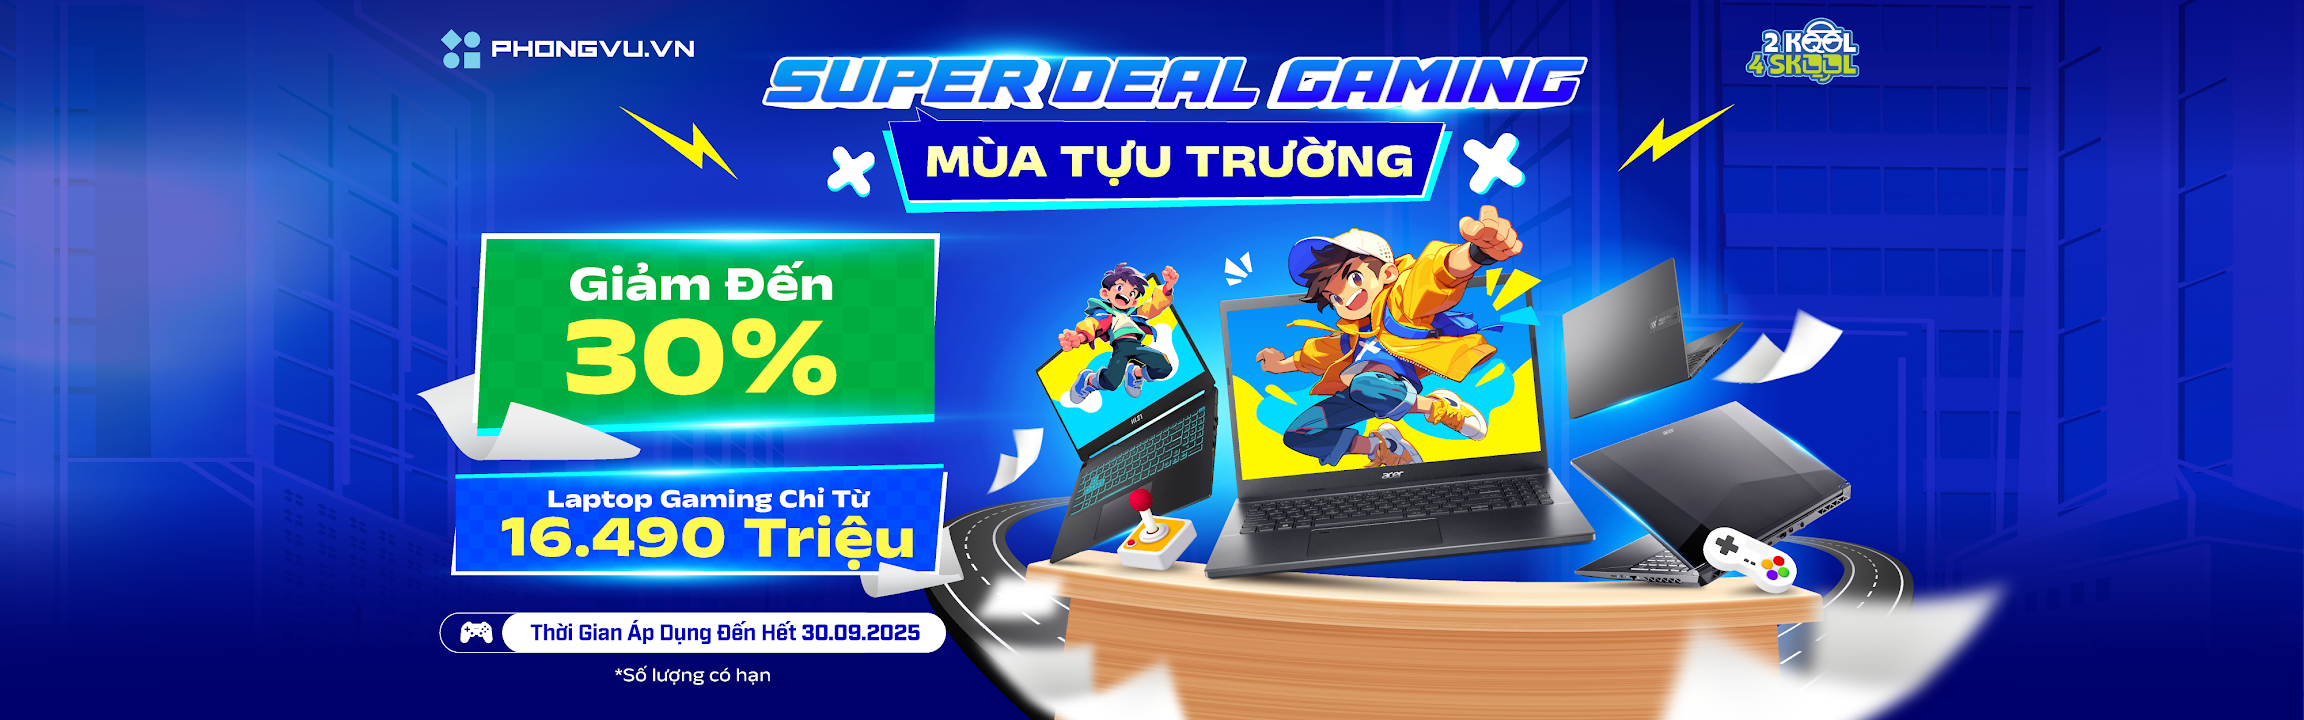 PHONGVU.VN
2 KOOL
4 SKOOL
SUPER DEAL GAMING
MÙA TỰU TRƯỜNG
Giảm Đến
30%
Laptop Gaming Chỉ Từ
16.490 Triệu
Thời Gian Áp Dụng Đến Hết 30.09.2025
*Số lượng có hạn
msi
acer